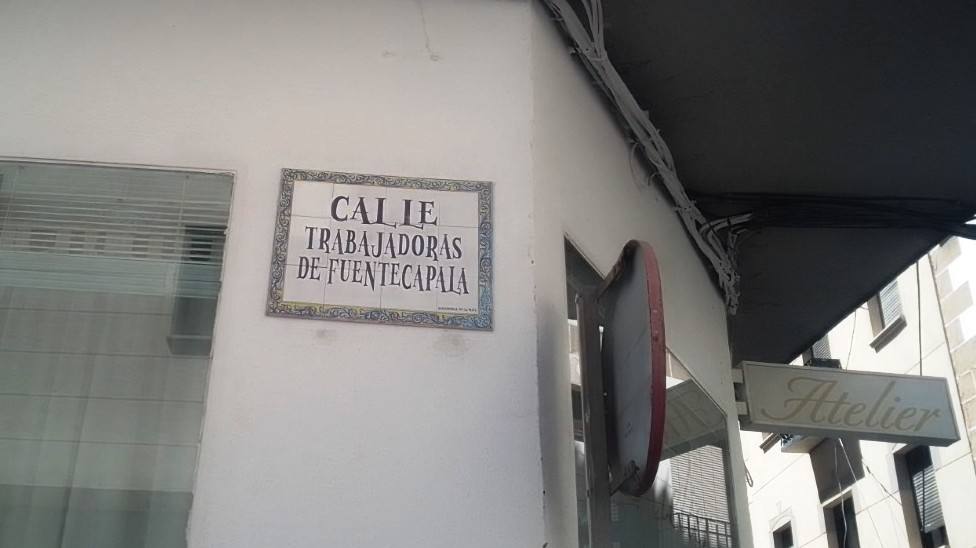 CALLE
TRABAJADORAS
DE FUENTECAPALA
Atelier